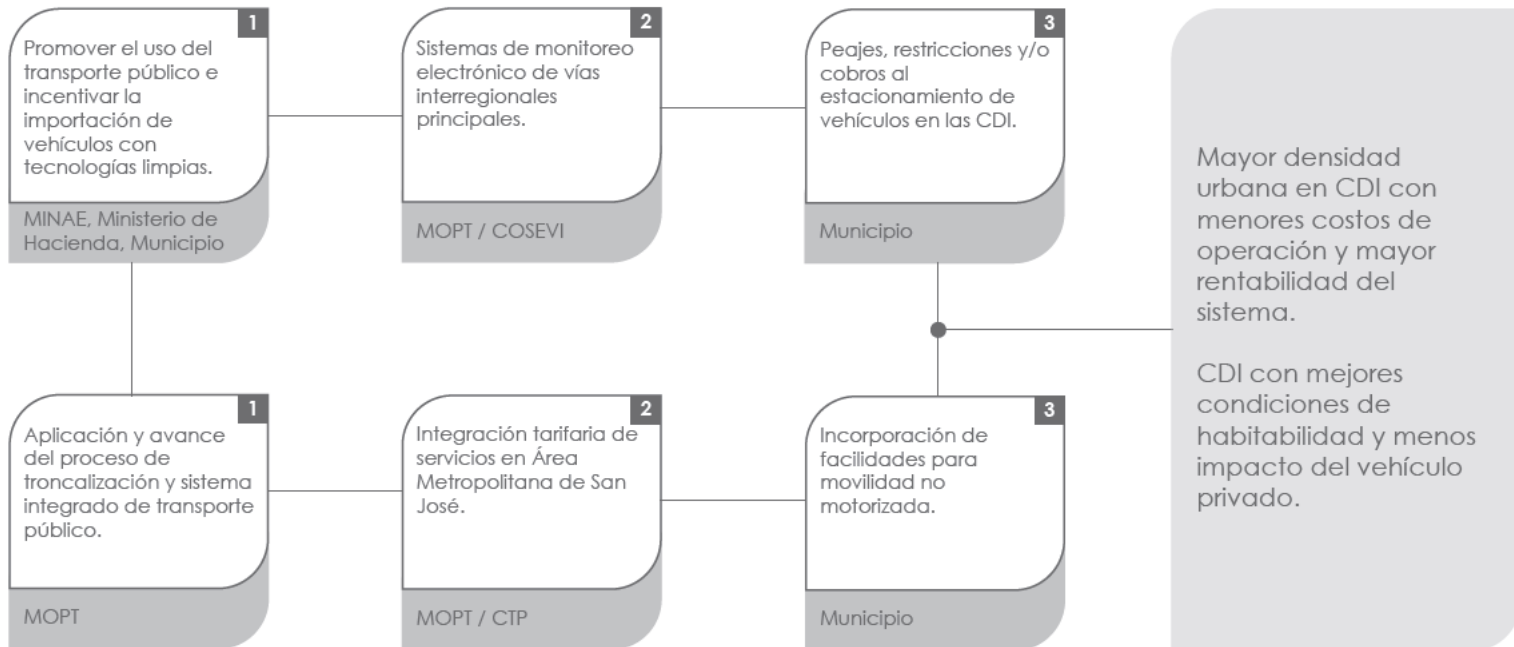 1
Promover el uso del
transporte público e
incentivar la
importación de
vehículos con
tecnologías limpias.
MINAE, Ministerio de
Hacienda, Municipio
2
Sistemas de monitoreo
electrónico de vías
interregionales
principales.
MOPT / COSEVI
3
Peajes, restricciones y/o
cobros al
estacionamiento de
vehículos en las CDI.
Municipio
1
Aplicación y avance
del proceso de
troncalización y sistema
integrado de transporte
público.
MOPT
2
Integración tarifaria de
servicios en Área
Metropolitana de San
José.
MOPT / CTP
3
Incorporación de
facilidades para
movilidad no
motorizada.
Municipio
Mayor densidad
urbana en CDI con
menores costos de
operación y mayor
rentabilidad del
sistema.
CDI con mejores
condiciones de
habitabilidad y menos
impacto del vehículo
privado.